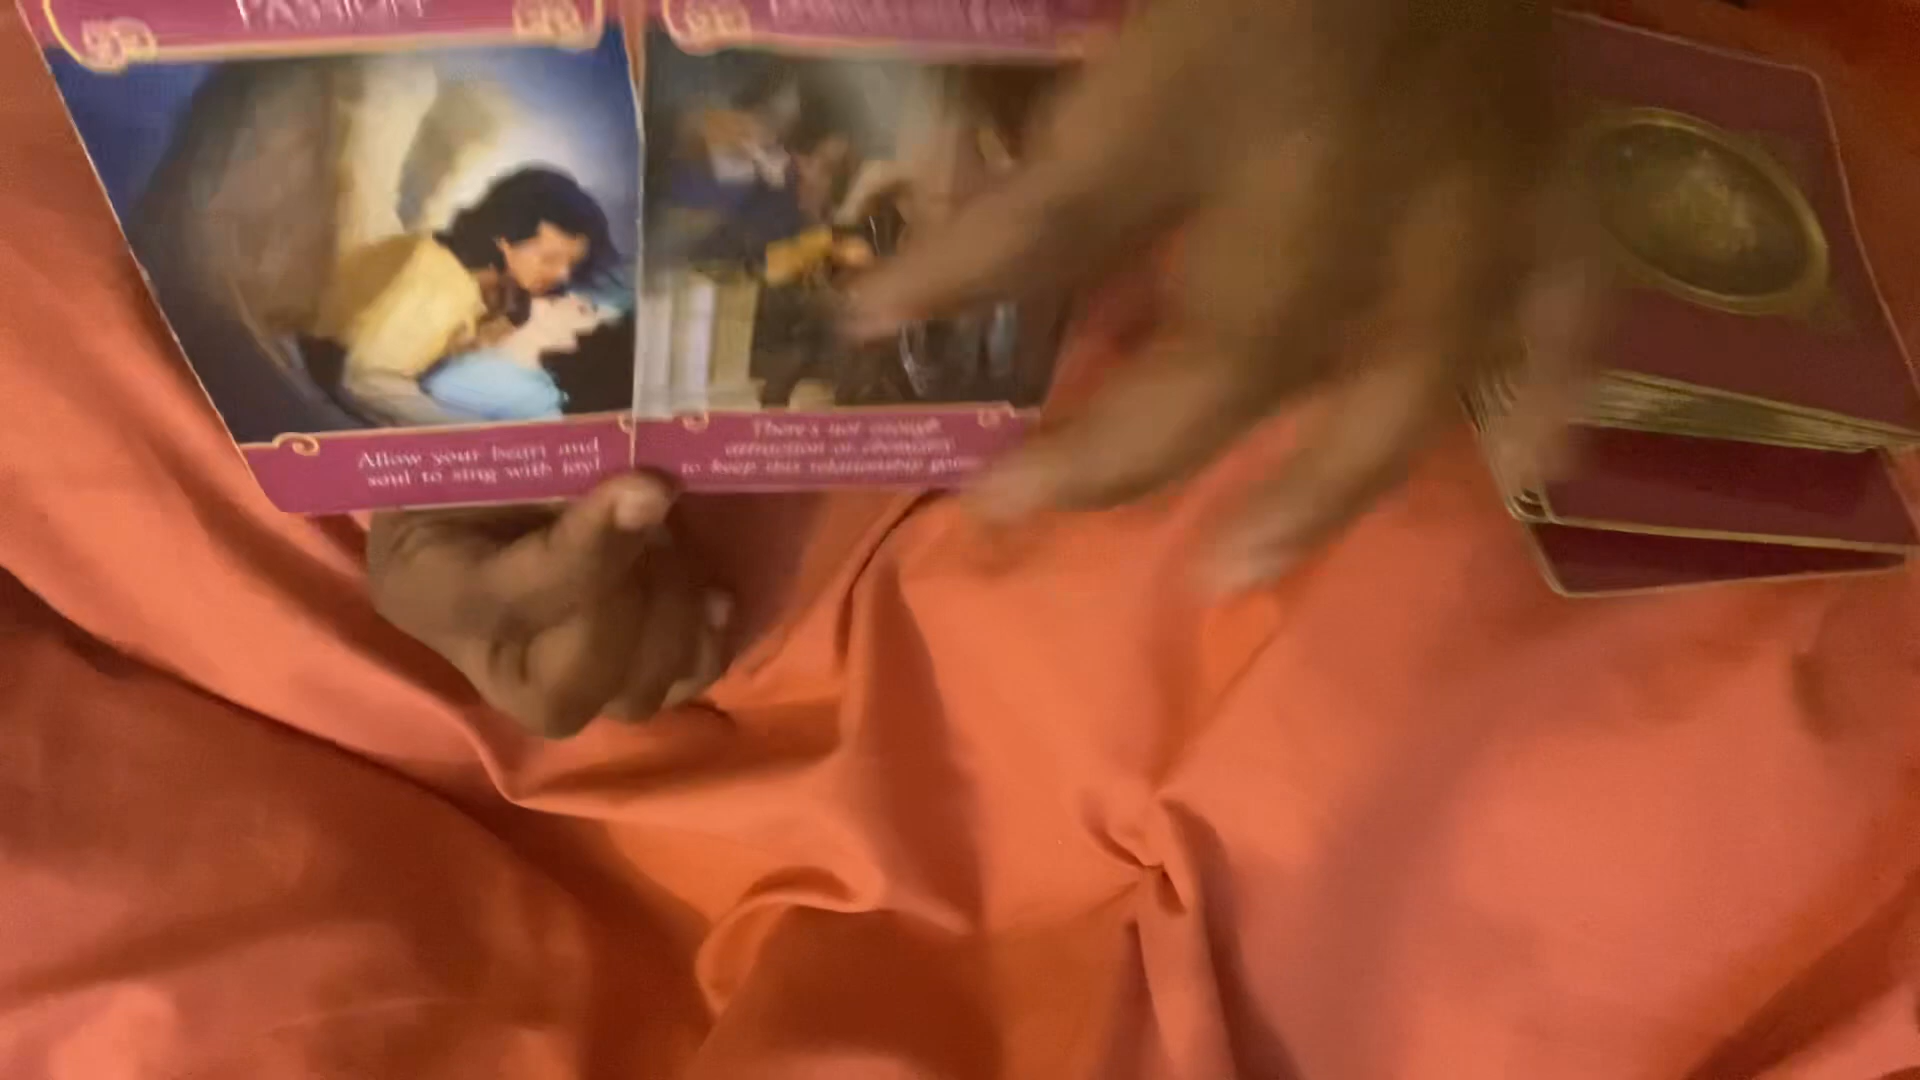 PASSION
Allow your heart and
soul to sing with joy!
There's not enough
attraction or chemistry
to keep this relationship going